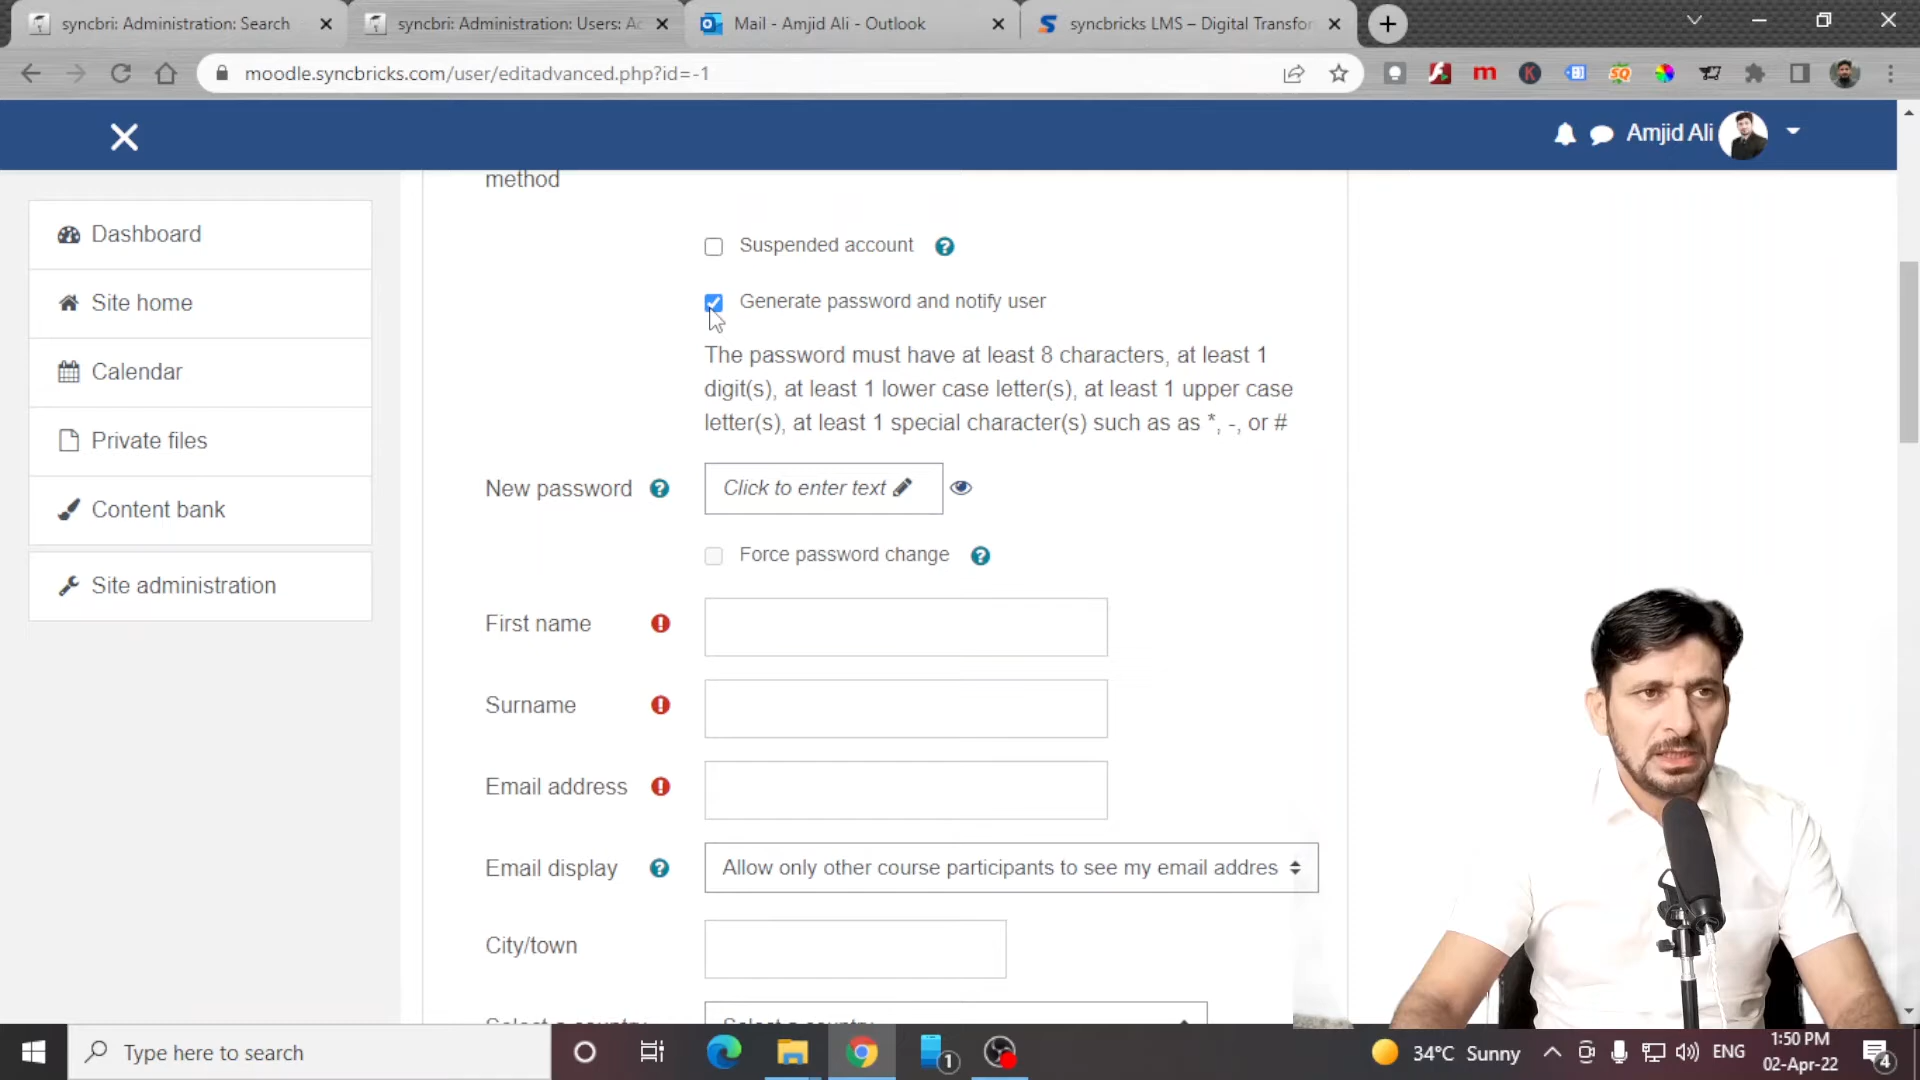 syncbri: Administration: Search
syncbri: Administration: Users: Ac
Mail - Amjid Ali - Outlook
syncbricks LMS – Digital Transfor
moodle.syncbricks.com/user/editadvanced.php?id=-1
Amjid Ali
method
Dashboard
Site home
Calendar
Private files
Content bank
Site administration
Suspended account
Generate password and notify user
The password must have at least 8 characters, at least 1
digit(s), at least 1 lower case letter(s), at least 1 upper case
letter(s), at least 1 special character(s) such as as *, -, or #
New password
Click to enter text
Force password change
First name
Surname
Email address
Email display
Allow only other course participants to see my email addres
City/town
Select a country
Select a country
Type here to search
1
34°C Sunny
ENG
1:50 PM
02-Apr-22
4